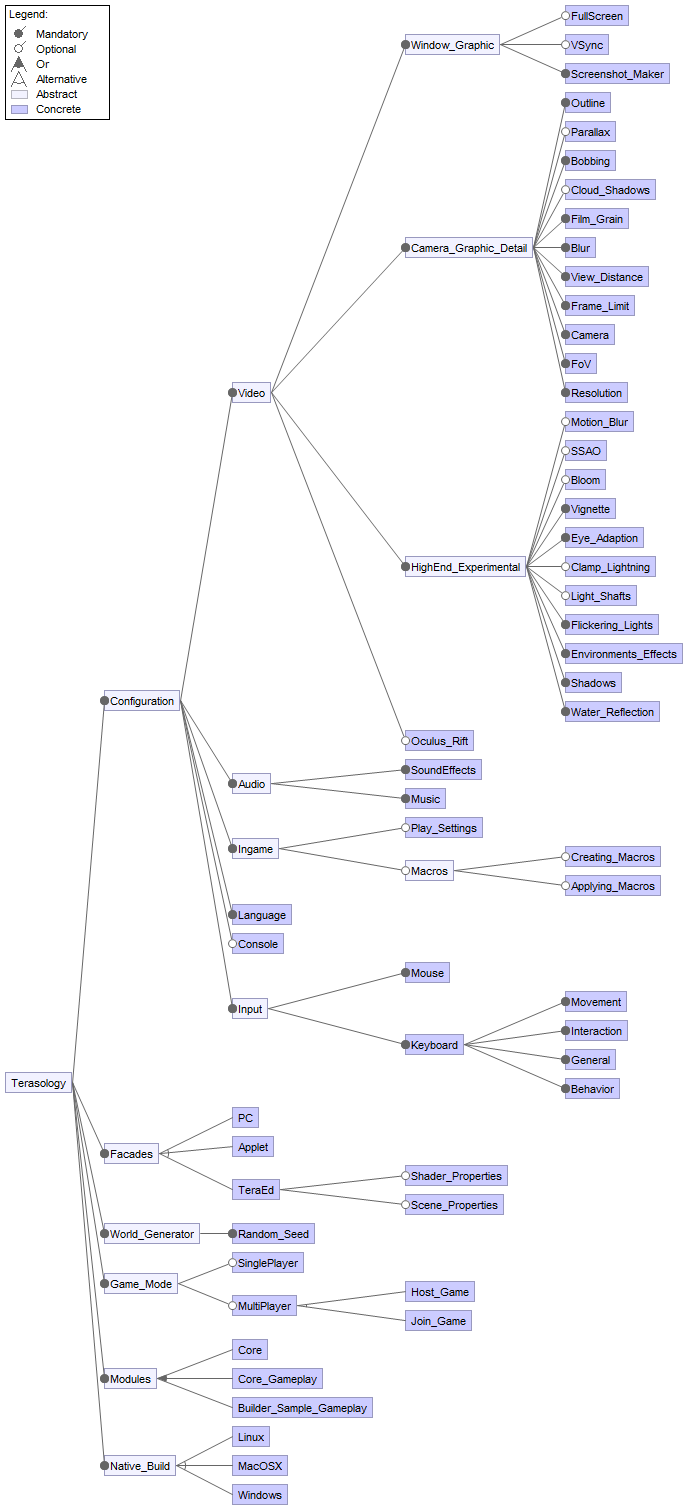 Legend:
Mandatory
Optional
Or
Alternative
Abstract
Concrete
FullScreen
Window_Graphic
VSync
Screenshot_Maker
Outline
Parallax
Bobbing
Cloud_Shadows
Film_Grain
Camera_Graphic_Detail
Blur
View_Distance
Frame_Limit
Camera
FoV
Video
Resolution
Motion_Blur
SSAO
Bloom
Vignette
Eye_Adaption
HighEnd_Experimental
Clamp_Lightning
Light_Shafts
Flickering_Lights
Environments_Effects
Shadows
Configuration
Water_Reflection
Oculus_Rift
SoundEffects
Audio
Music
Play_Settings
Ingame
Creating_Macros
Macros
Applying_Macros
Language
Console
Mouse
Movement
Input
Interaction
Keyboard
General
Terasology
Behavior
PC
Applet
Facades
Shader_Properties
TeraEd
Scene_Properties
World_Generator
Random_Seed
SinglePlayer
Game_Mode
Host_Game
MultiPlayer
Join_Game
Core
Modules
Core_Gameplay
Builder_Sample_Gameplay
Linux
Native_Build
MacOSX
Windows